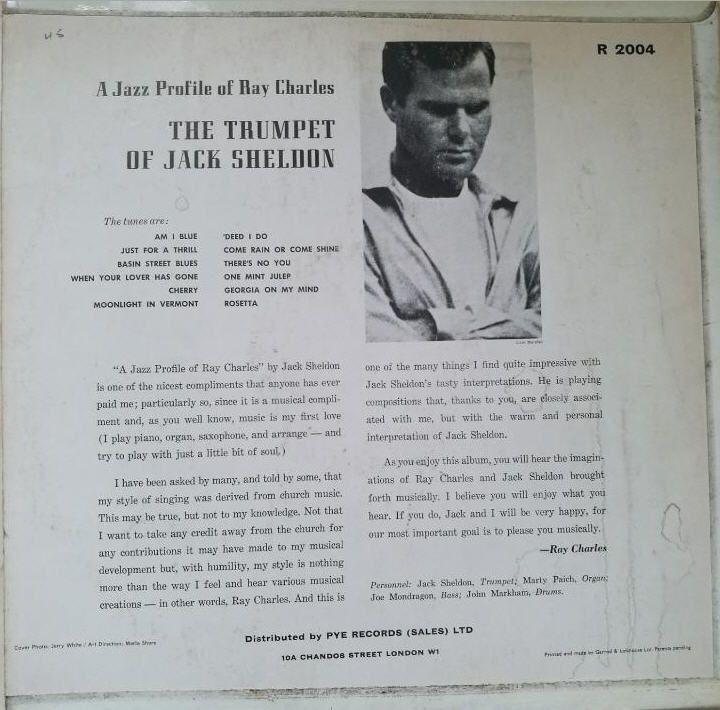 us
R 2004
A Jazz Profile of Ray Charles
THE TRUMPET
OF JACK SHELDON
The tunes are:
AM I BLUE
JUST FOR A THRILL
BASIN STREET BLUES
WHEN YOUR LOVER HAS GONE
CHERRY
MOONLIGHT IN VERMONT
'DEED I DO
COME RAIN OR COME SHINE
THERE'S NO YOU
ONE MINT JULEP
GEORGIA ON MY MIND
ROSETTA
"A Jazz Profile of Ray Charles" by Jack Sheldon
is one of the nicest compliments that anyone has ever
paid me; particularly so, since it is a musical compli-
ment and, as you well know, music is my first love
(I play piano, organ, saxophone, and arrange — and
try to play with just a little bit of soul.)
I have been asked by many, and told by some, that
my style of singing was derived from church music.
This may be true, but not to my knowledge. Not that
I want to take any credit away from the church for
any contributions it may have made to my musical
development but, with humility, my style is nothing
more than the way I feel and hear various musical
creations — in other words, Ray Charles. And this is
one of the many things I find quite impressive with
Jack Sheldon's tasty interpretations. He is playing
compositions that, thanks to you, are closely associ-
ated with me, but with the warm and personal
interpretation of Jack Sheldon.
As you enjoy this album, you will hear the imagin-
ations of Ray Charles and Jack Sheldon brought
forth musically. I believe you will enjoy what you
hear. If you do, Jack and I will be very happy, for
our most important goal is to please you musically.
—Ray Charles
Personnel: Jack Sheldon, Trumpet; Marty Paich, Organ;
Joe Mondragon, Bass; John Markham, Drums.
Cover Photo: Jerry White / Art Direction: Merle Shore
Distributed by PYE RECORDS (SALES) LTD
10A CHANDOS STREET LONDON W1
Printed and made by Garrod & Lofthouse Ltd. Patents pending